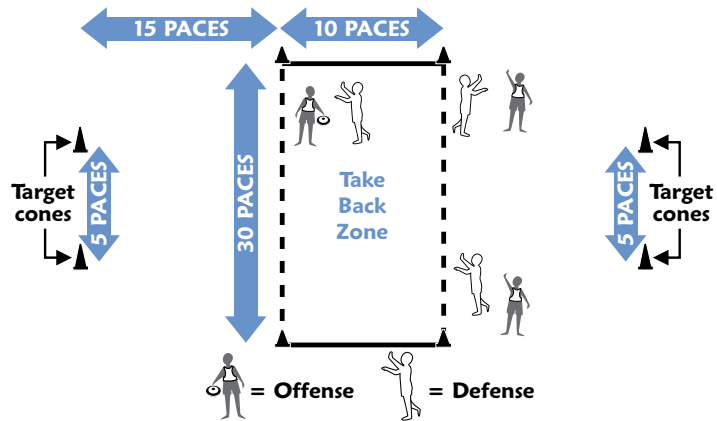 15 PACES
10 PACES
30 PACES
Target
cones
5 PACES
Take
Back
Zone
5 PACES
Target
cones
= Offense
= Defense